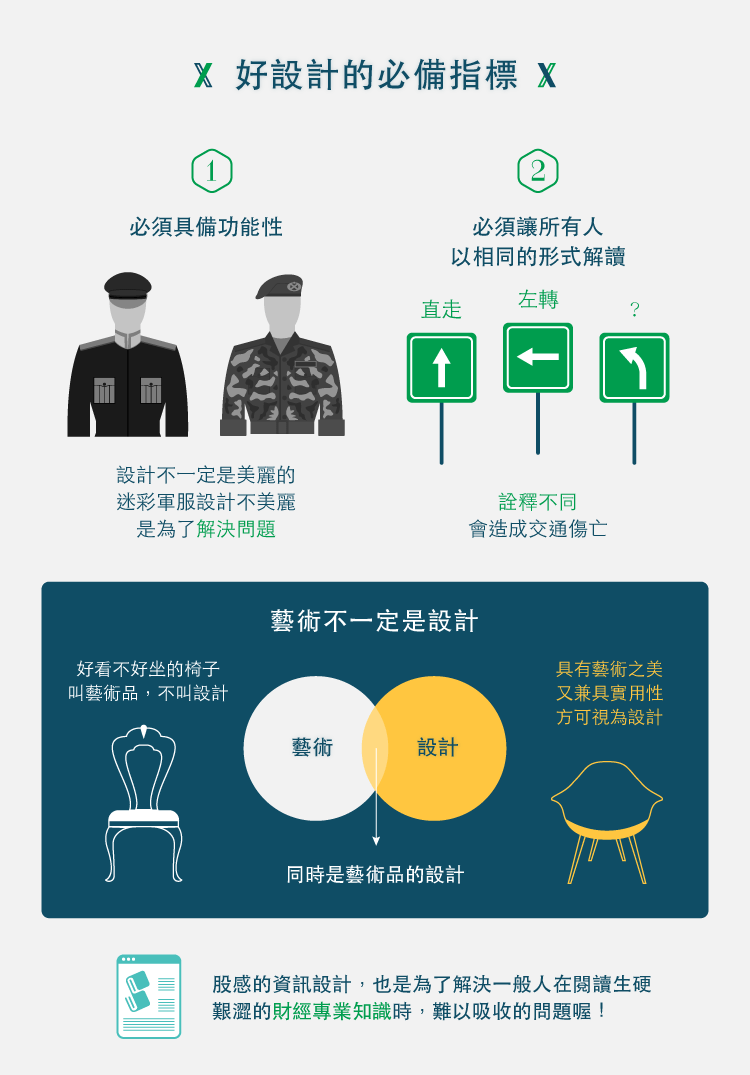 好設計的必備指標
1
必須具備功能性
設計不一定是美麗的
迷彩軍服設計不美麗
是為了解決問題
2
必須讓所有人
以相同的形式解讀
直走
左轉
?
詮釋不同
會造成交通傷亡
藝術不一定是設計
好看不好坐的椅子
叫藝術品，不叫設計
藝術
設計
同時是藝術品的設計
具有藝術之美
又兼具實用性
方可視為設計
股感的資訊設計，也是為了解決一般人在閱讀生硬
艱澀的財經專業知識時，難以吸收的問題喔！